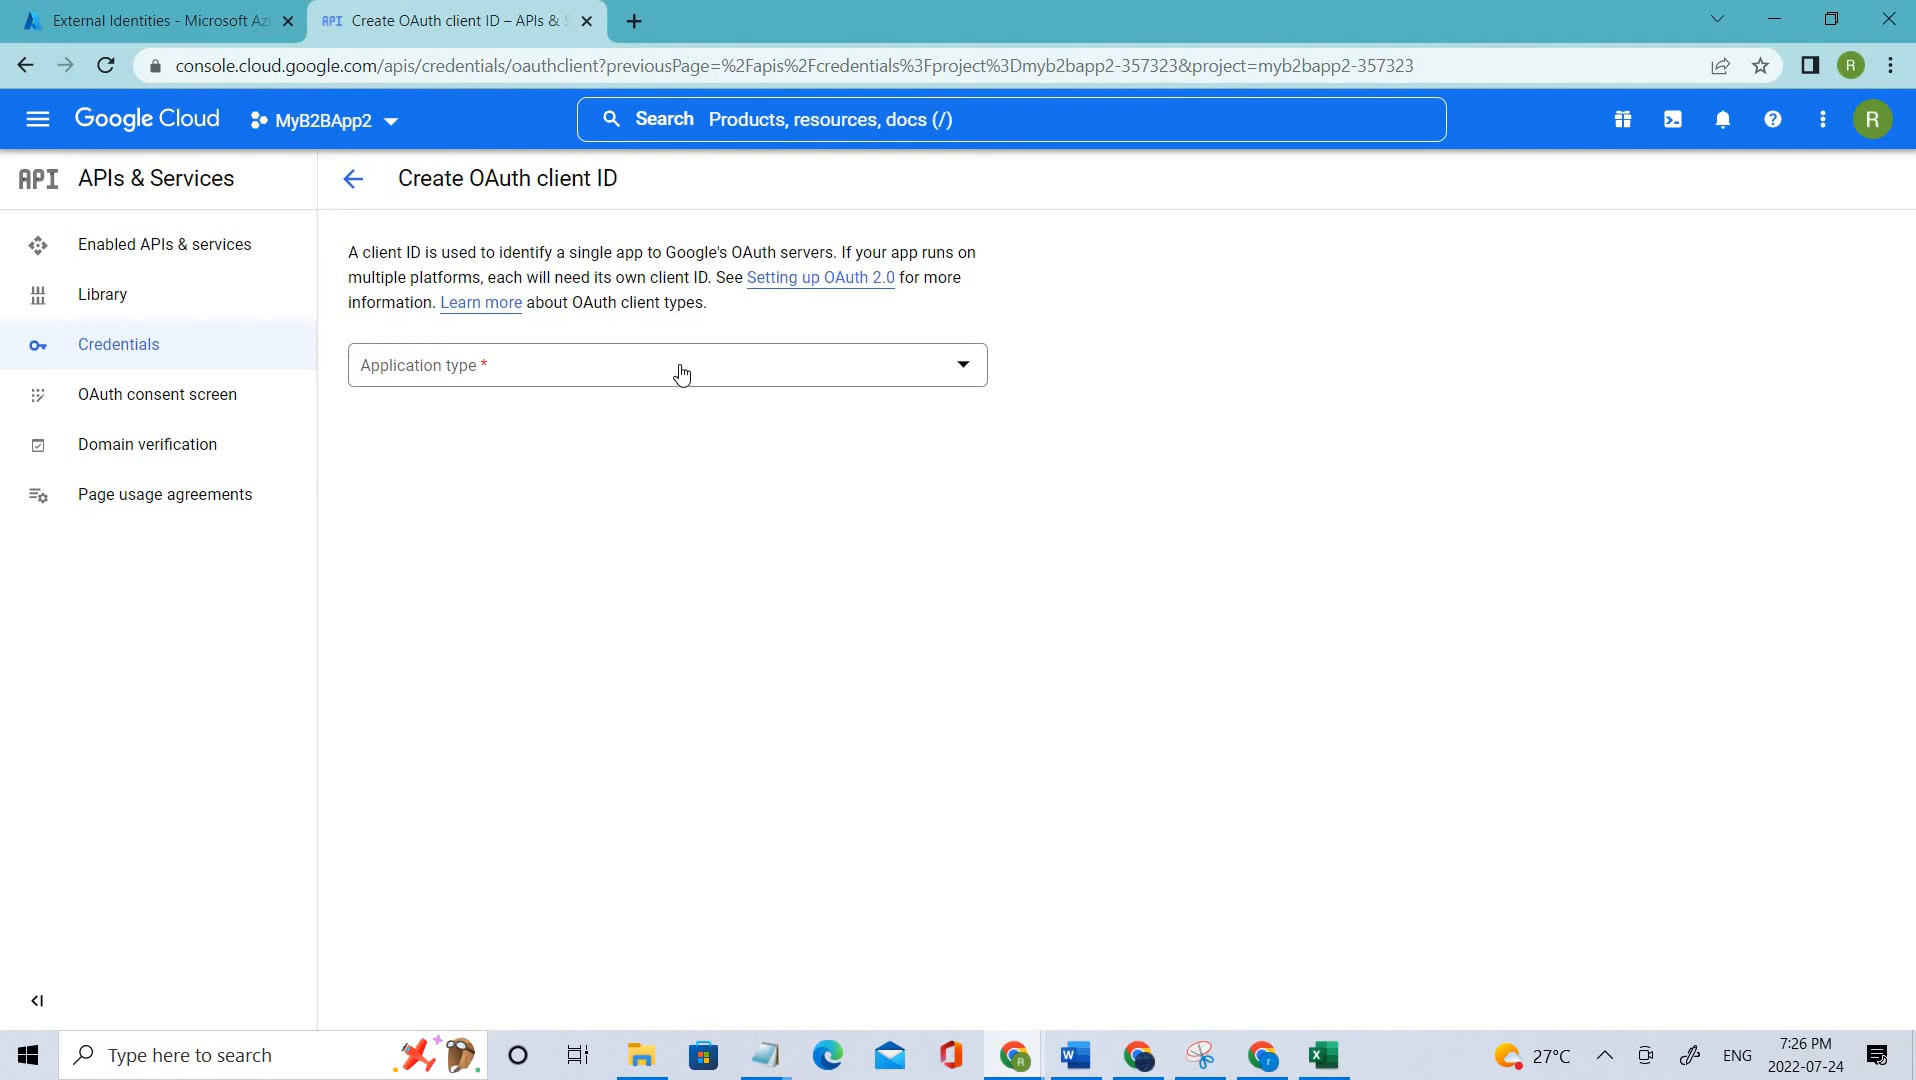 External Identities - Microsoft Az
API Create OAuth client ID – APIs & S
console.cloud.google.com/apis/credentials/oauthclient?previousPage=%2Fapis%2Fcredentials%3Fproject%3Dmyb2bapp2-357323&project=myb2bapp2-357323
R
Google Cloud
MyB2BApp2
Search Products, resources, docs (/)
R
API APIs & Services
Create OAuth client ID
Enabled APIs & services
Library
Credentials
OAuth consent screen
Domain verification
Page usage agreements
A client ID is used to identify a single app to Google's OAuth servers. If your app runs on
multiple platforms, each will need its own client ID. See Setting up OAuth 2.0 for more
information. Learn more about OAuth client types.
Application type *
Type here to search
27°C
ENG
7:26 PM
2022-07-24